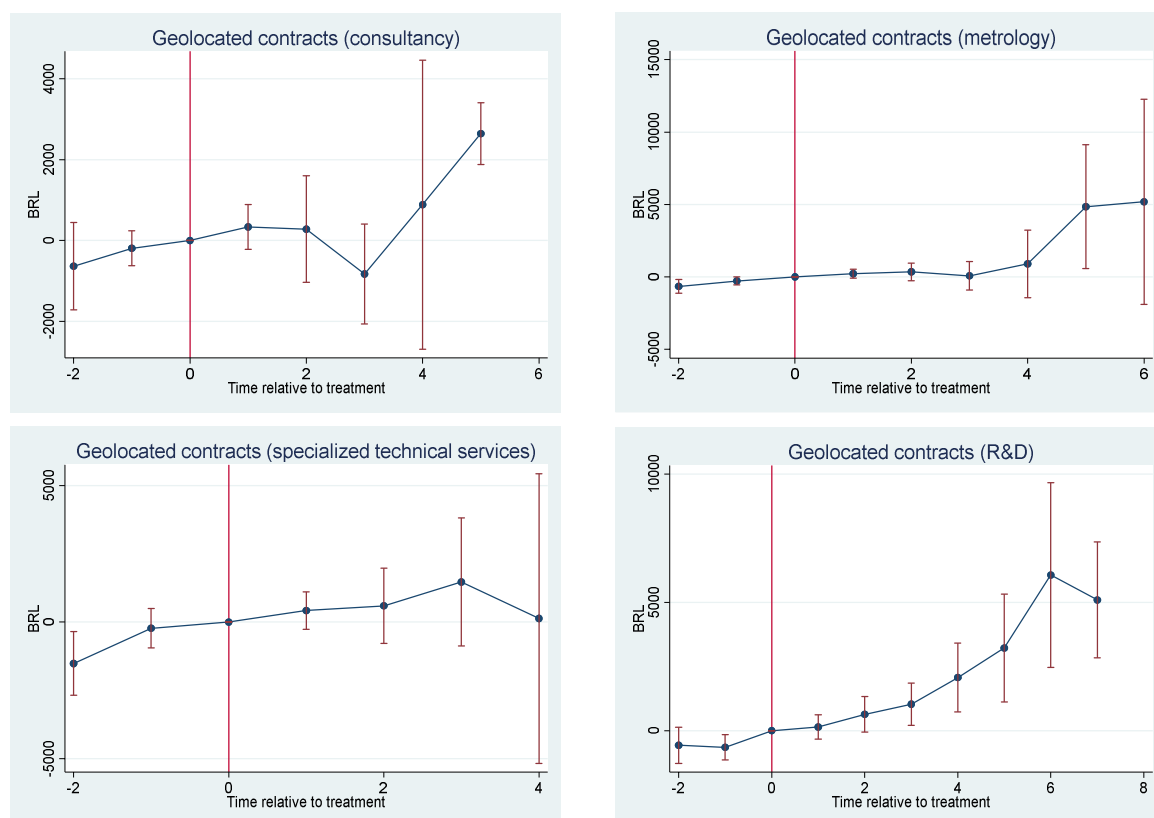 Geolocated contracts (consultancy)
BRL
4000
2000
0
-2000
-2 0 2 4 6
Time relative to treatment
Geolocated contracts (metrology)
BRL
15000
10000
5000
0
-5000
-2 0 2 4 6
Time relative to treatment
Geolocated contracts (specialized technical services)
BRL
5000
0
-5000
-2 0 2 4
Time relative to treatment
Geolocated contracts (R&D)
BRL
10000
5000
0
-2 0 2 4 6 8
Time relative to treatment